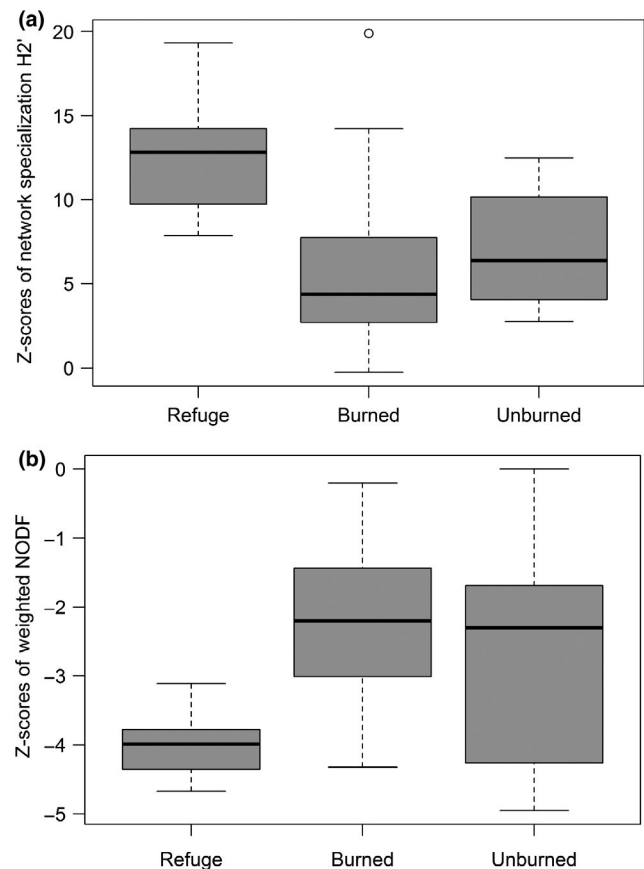 (a)
Z-scores of network specialization H2'
20
15
10
5
0
Refuge Burned Unburned
(b)
Z-scores of weighted NODF
0
−1
−2
−3
−4
−5
Refuge Burned Unburned